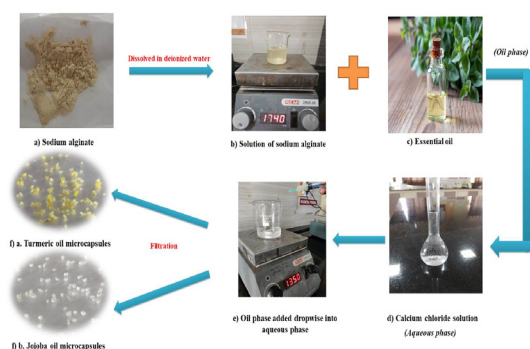 Dissolved in deionized water
(Oil phase)
1740
a) Sodium alginate
b) Solution of sodium alginate
c) Essential oil
f) a. Turmeric oil microcapsules
Filtration
1350
f) b. Jojoba oil microcapsules
e) Oil phase added dropwise into
aqueous phase
d) Calcium chloride solution
(Aqueous phase)